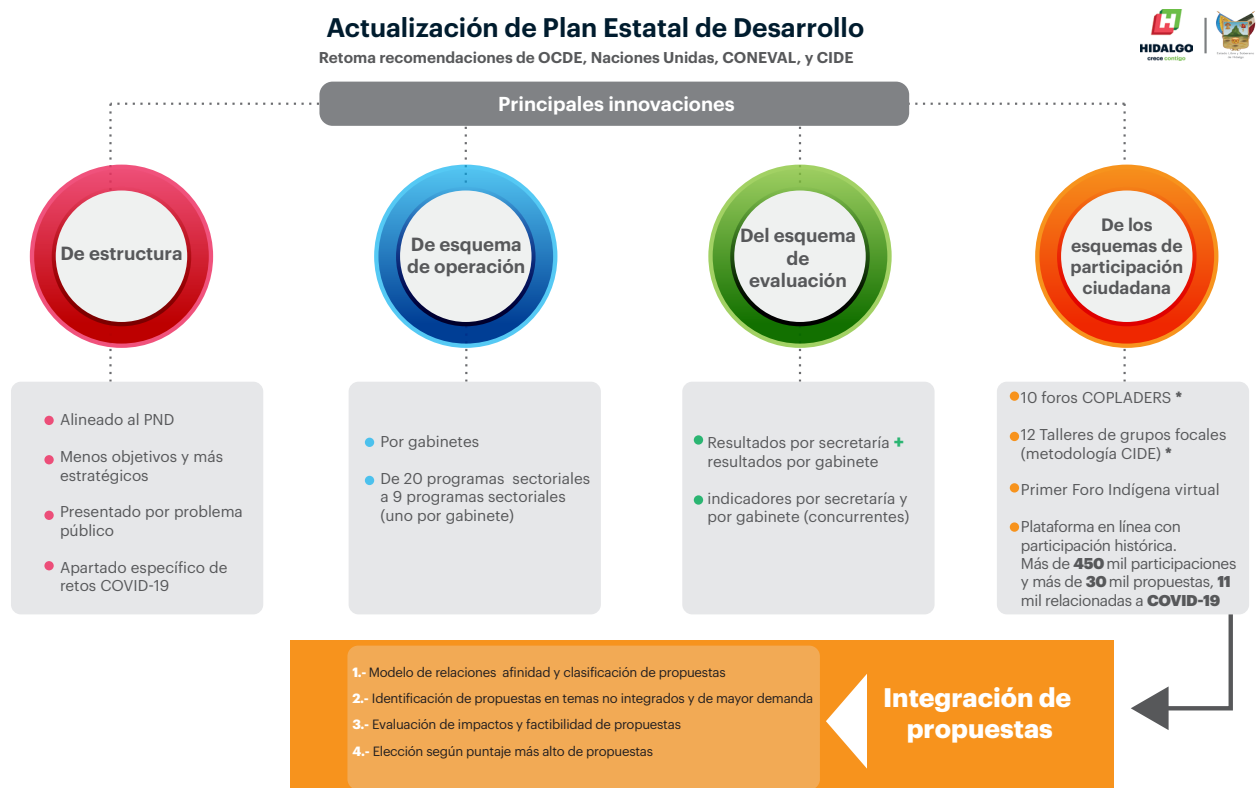 Actualización de Plan Estatal de Desarrollo
Retoma recomendaciones de OCDE, Naciones Unidas, CONEVAL, y CIDE
HIDALGO
crece contigo
Principales innovaciones
De estructura
Alineado al PND
Menos objetivos y más
estratégicos
Presentado por problema
público
Apartado específico de
retos COVID-19
De esquema
de operación
Por gabinetes
De 20 programas sectoriales
a 9 programas sectoriales
(uno por gabinete)
Del esquema
de
evaluación
Resultados por secretaría +
resultados por gabinete
indicadores por secretaría y
por gabinete (concurrentes)
De los
esquemas de
participación
ciudadana
10 foros COPLADERS *
12 Talleres de grupos focales
(metodología CIDE) *
Primer Foro Indígena virtual
Plataforma en línea con
participación histórica.
Más de 450 mil participaciones
y más de 30 mil propuestas, 11
mil relacionadas a COVID-19
Integración de
propuestas
1.- Modelo de relaciones afinidad y clasificación de propuestas
2.- Identificación de propuestas en temas no integrados y de mayor demanda
3.- Evaluación de impactos y factibilidad de propuestas
4.- Elección según puntaje más alto de propuestas